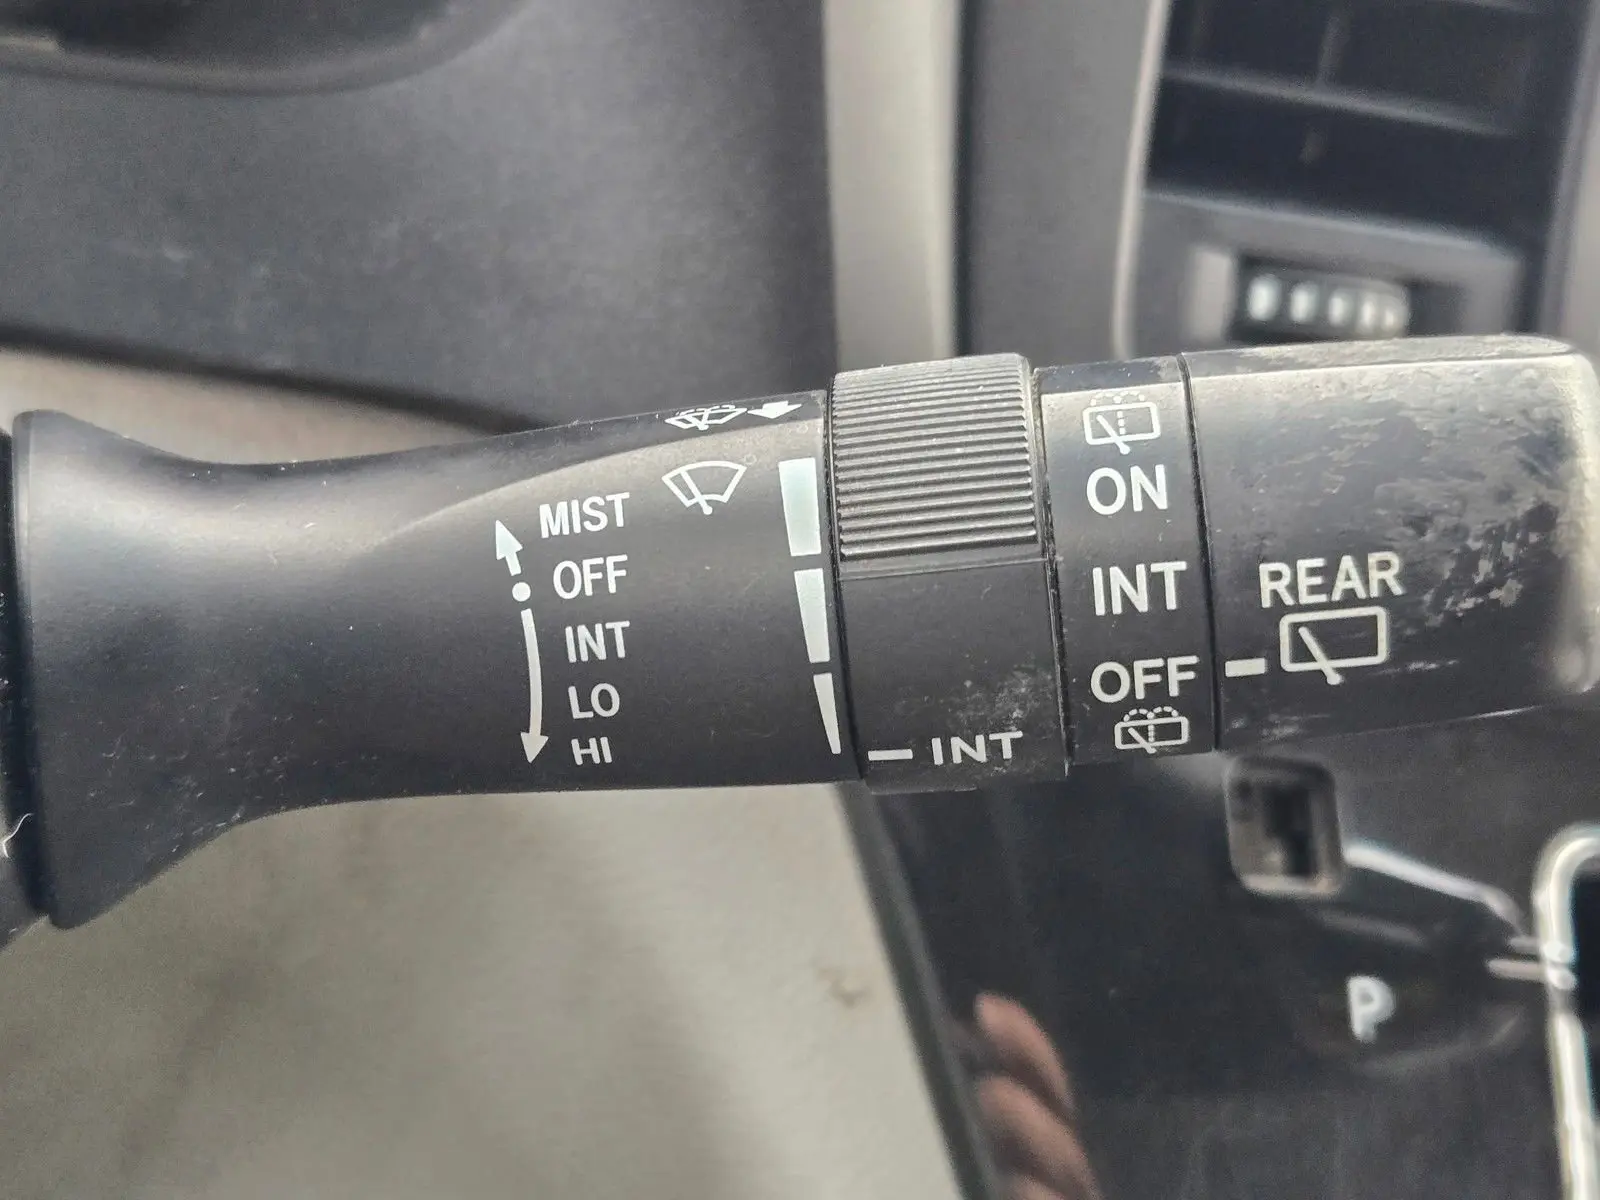 MIST
OFF
INT
LO
HI
INT
ON
INT
OFF
REAR
P